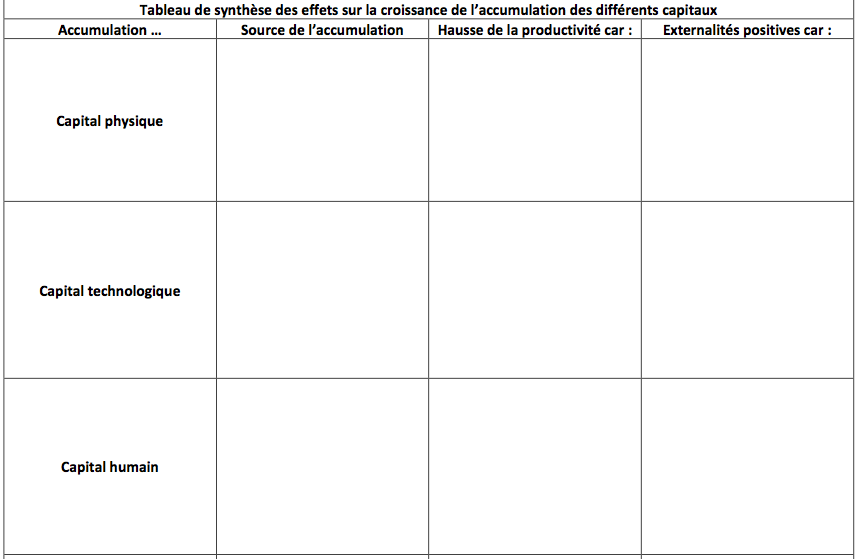 Tableau de synthèse des effets sur la croissance de l’accumulation des différents capitaux
Accumulation … Source de l’accumulation Hausse de la productivité car : Externalités positives car :
Capital physique
Capital technologique
Capital humain